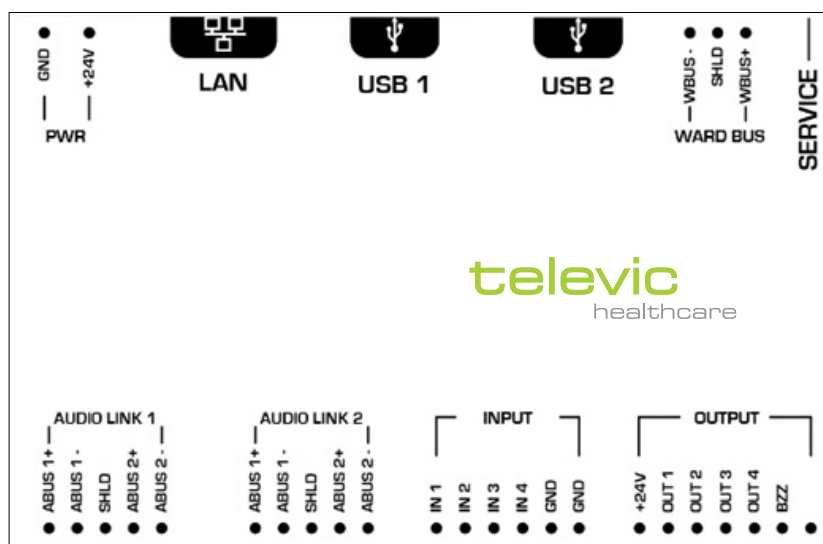 GND
+24V
PWR
LAN
USB 1
USB 2
WBUS -
SHLD
WBUS+
WARD BUS
SERVICE
televic
healthcare
AUDIO LINK 1
ABUS 1+
ABUS 1 -
SHLD
ABUS 2+
ABUS 2 -
AUDIO LINK 2
ABUS 1+
ABUS 1 -
SHLD
ABUS 2+
ABUS 2 -
INPUT
IN 1
IN 2
IN 3
IN 4
GND
GND
OUTPUT
+24V
OUT 1
OUT 2
OUT 3
OUT 4
BZZ